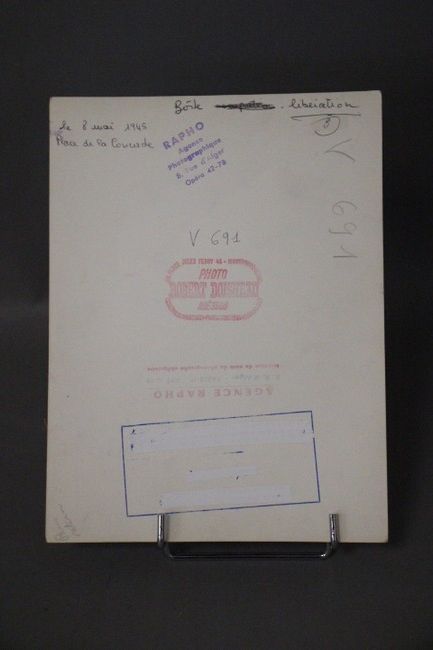 Boîte libération
3) V 691
le 8 mai 1945
Place de la Concorde
RAPHO
Agence
Photographique
8, Rue d'Alger
Opéra 42-78
V 691
PHOTO
ROBERT DOISNEAU
AGENCE RAPHO